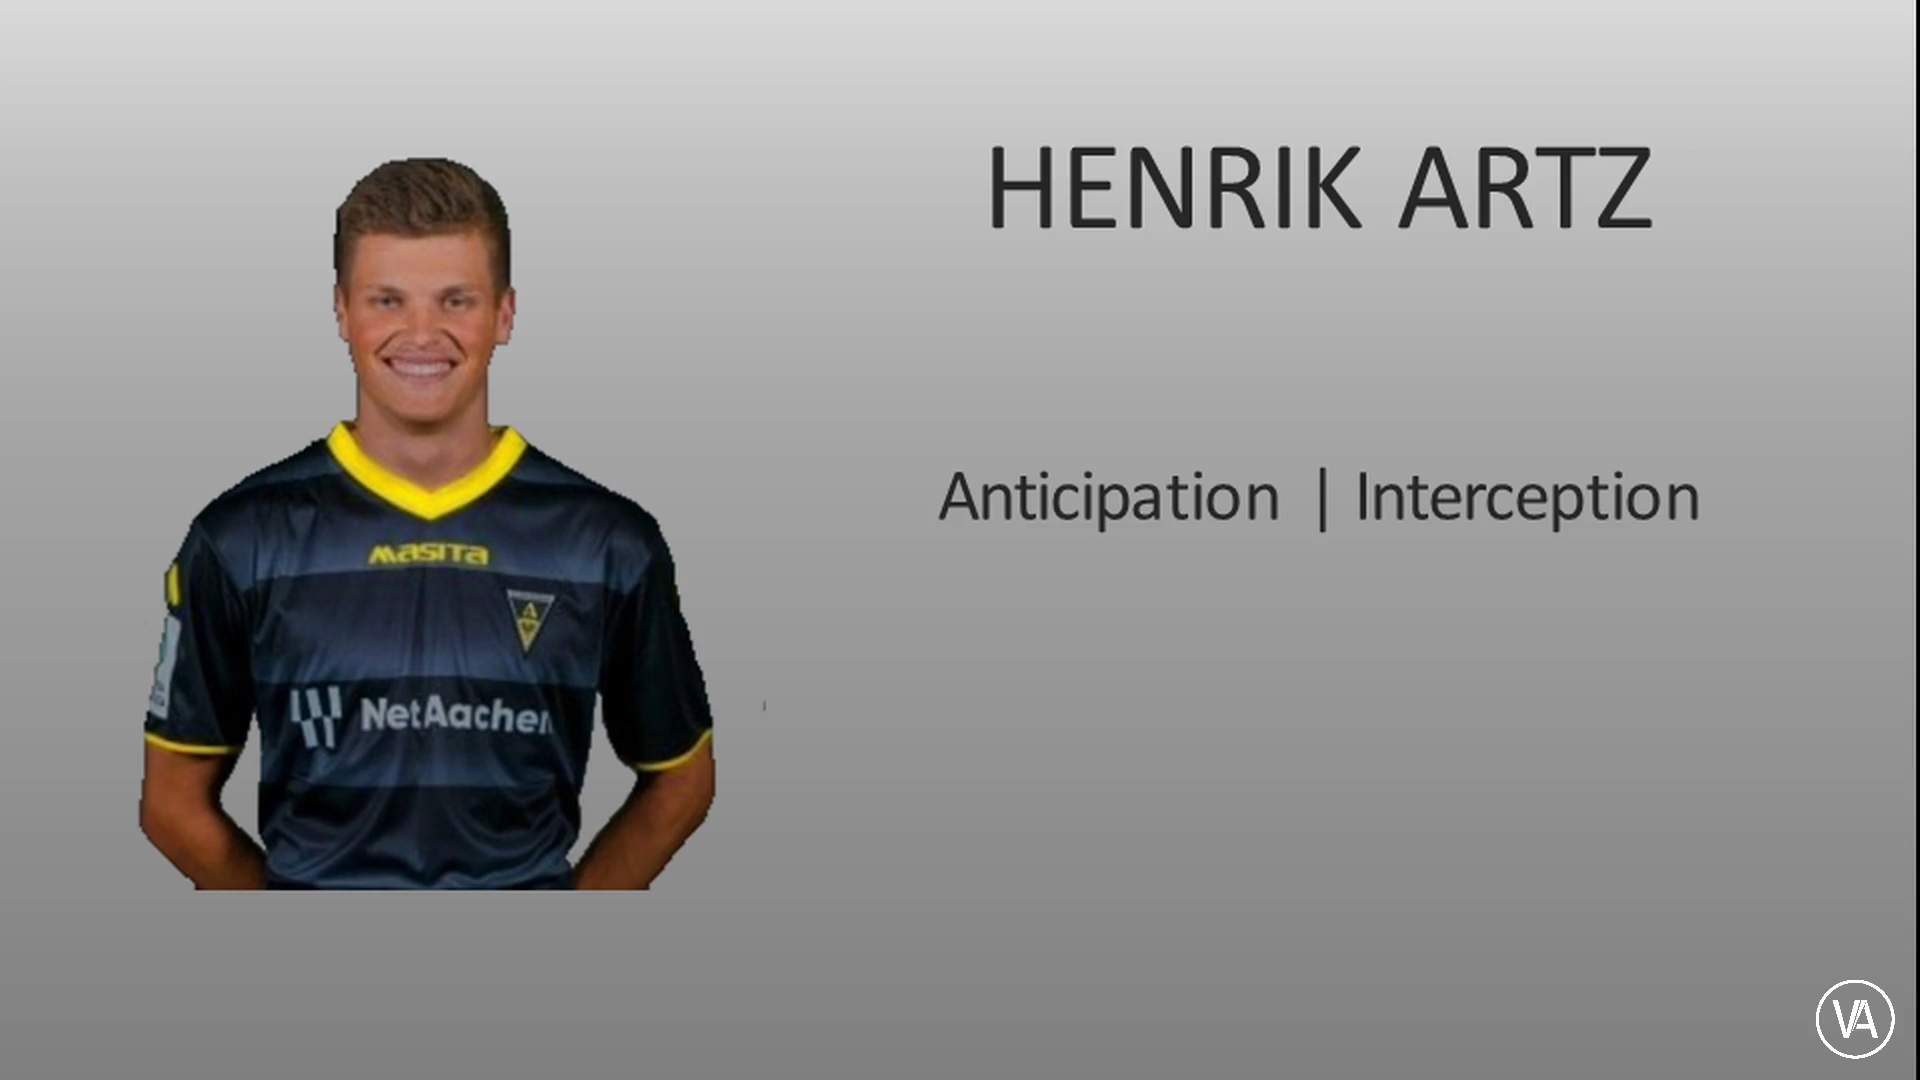 HENRIK ARTZ
Anticipation | Interception
masita
A
NetAachen
VA